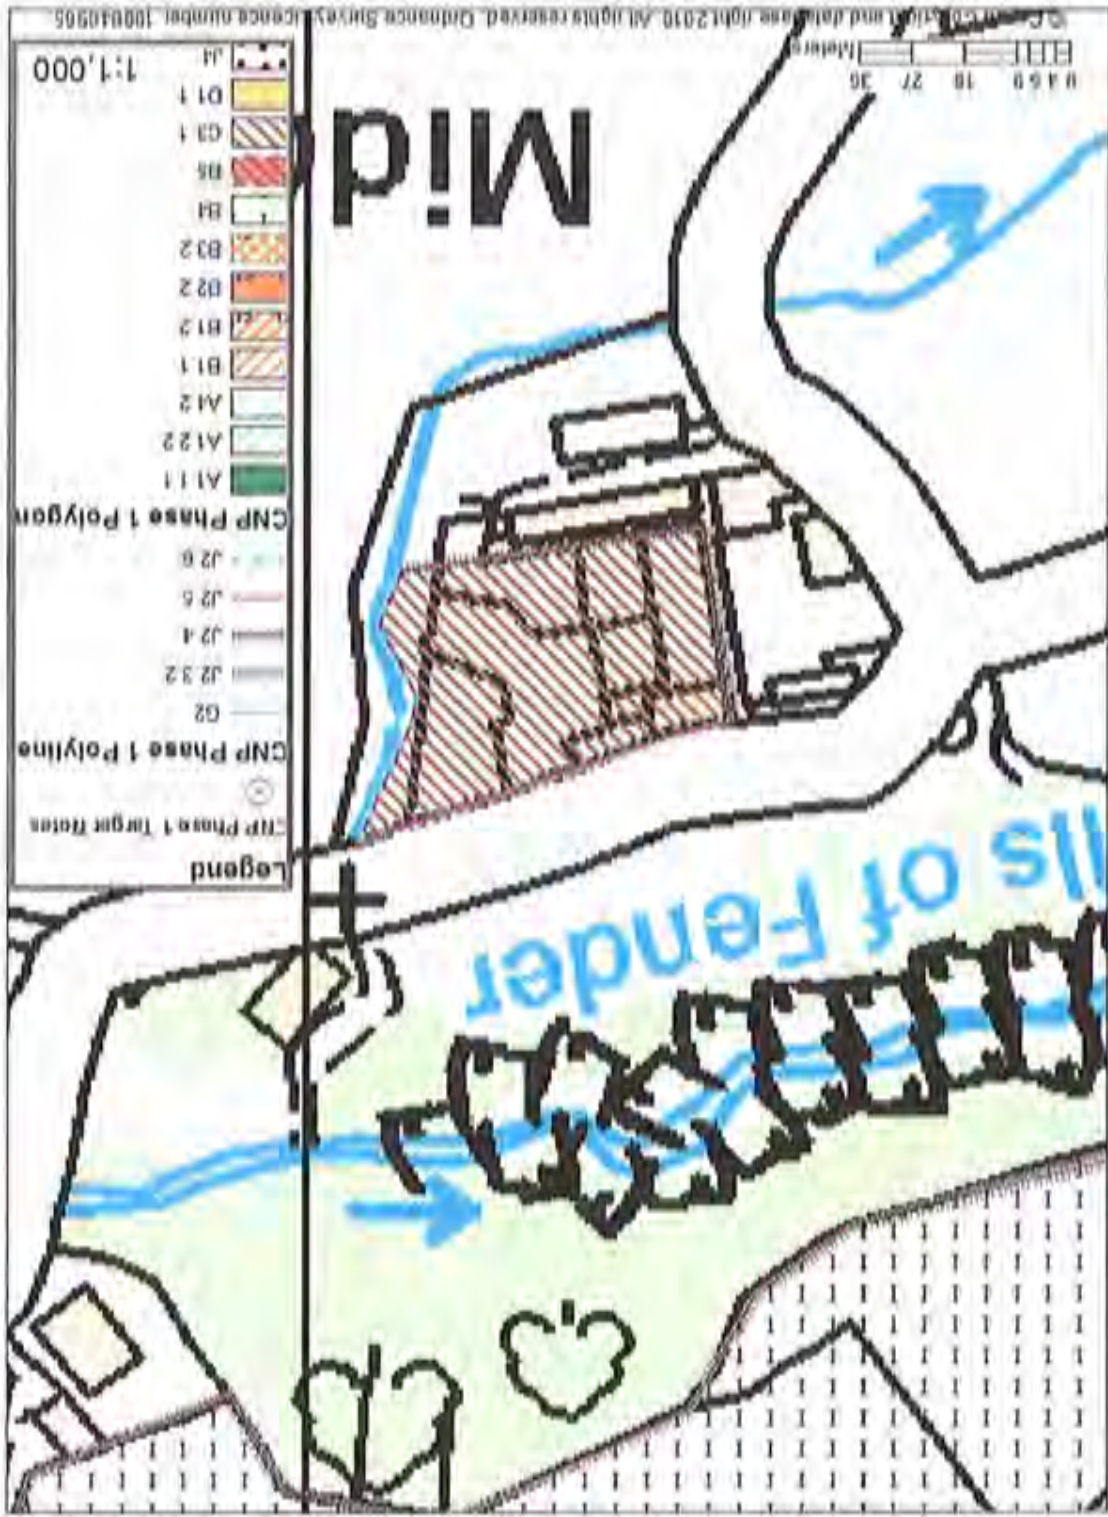 lls of Fender
Mid
Legend
CNP Phase 1 Target Notes
CNP Phase 1 Polyline
G2
J2 3 2
J2 4
J2 5
J2 6
CNP Phase 1 Polygon
A1 1 1
A1 2 2
A4 2
B1 1
B1 2
B2 2
B3 2
B4
B5
C3 1
D1 1
J4
1:1,000
Meters
© Crown Copyright and database right 2010. All rights reserved. Ordnance Survey Licence number 100040965